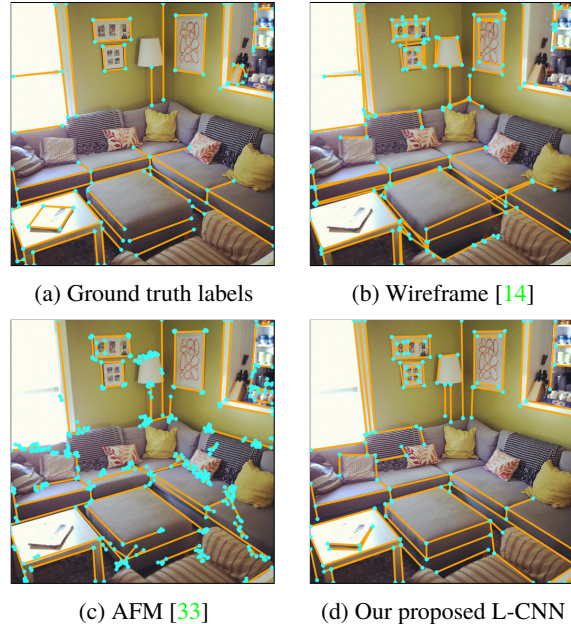 (a) Ground truth labels
(b) Wireframe [14]
(c) AFM [33]
(d) Our proposed L-CNN